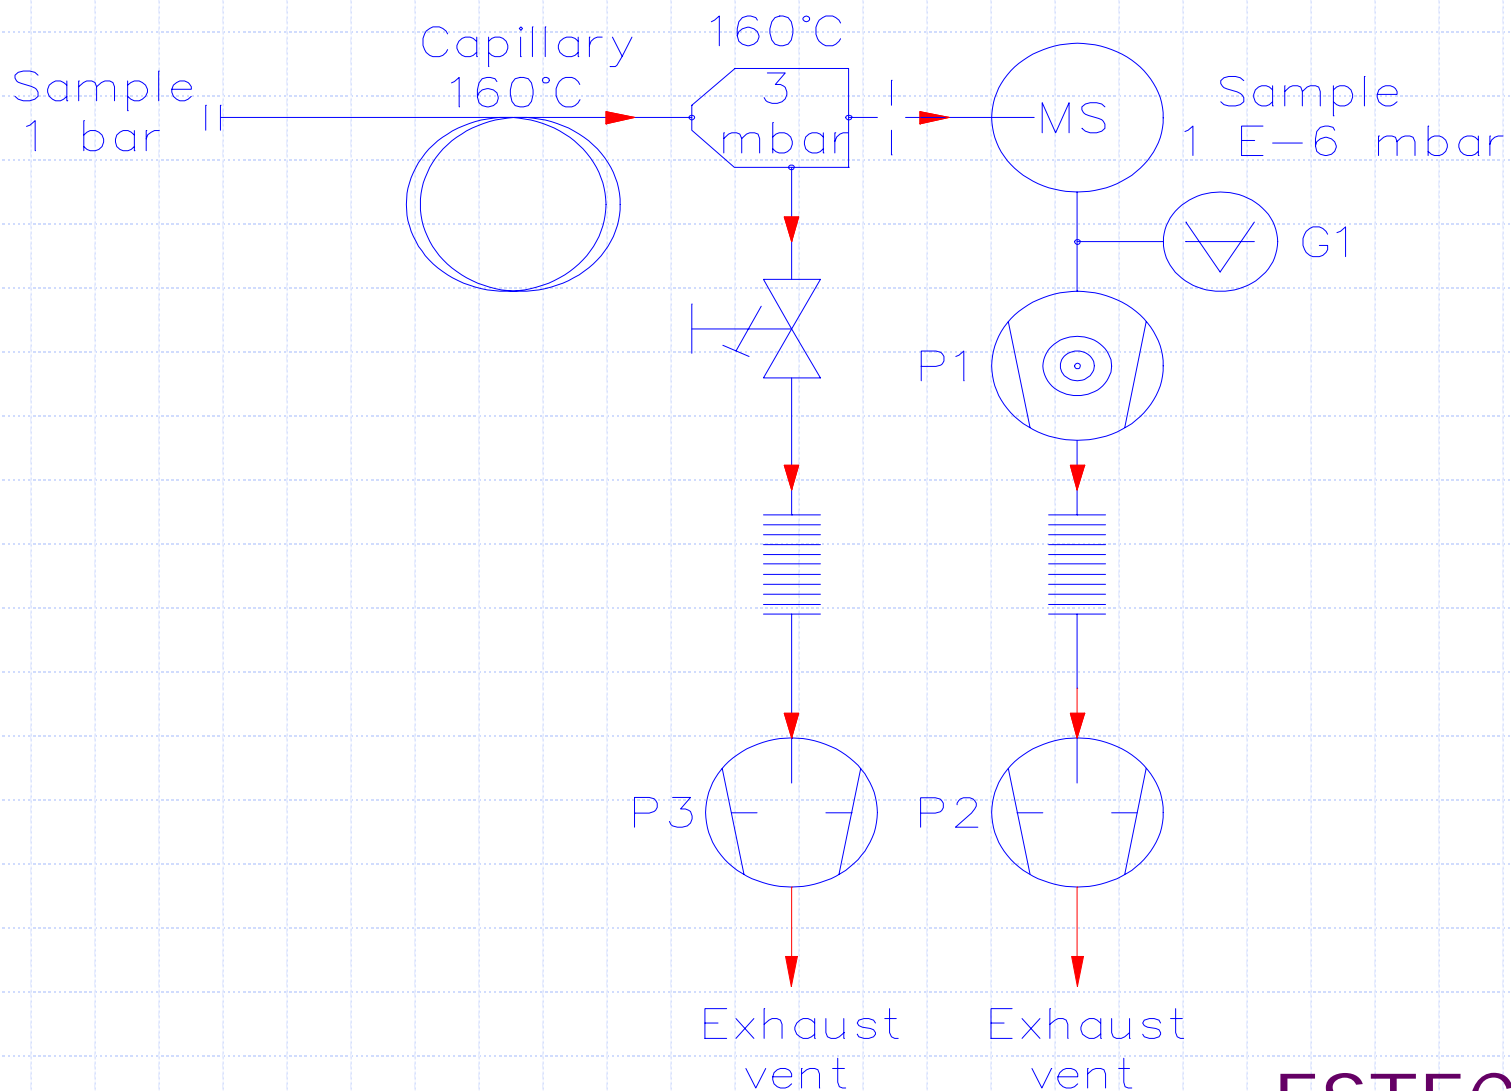 Capillary
160°C
160°C
Sample
1 bar
3
mbar
MS
Sample
1 E-6 mbar
G1
P1
P3
P2
Exhaust
vent
Exhaust
vent